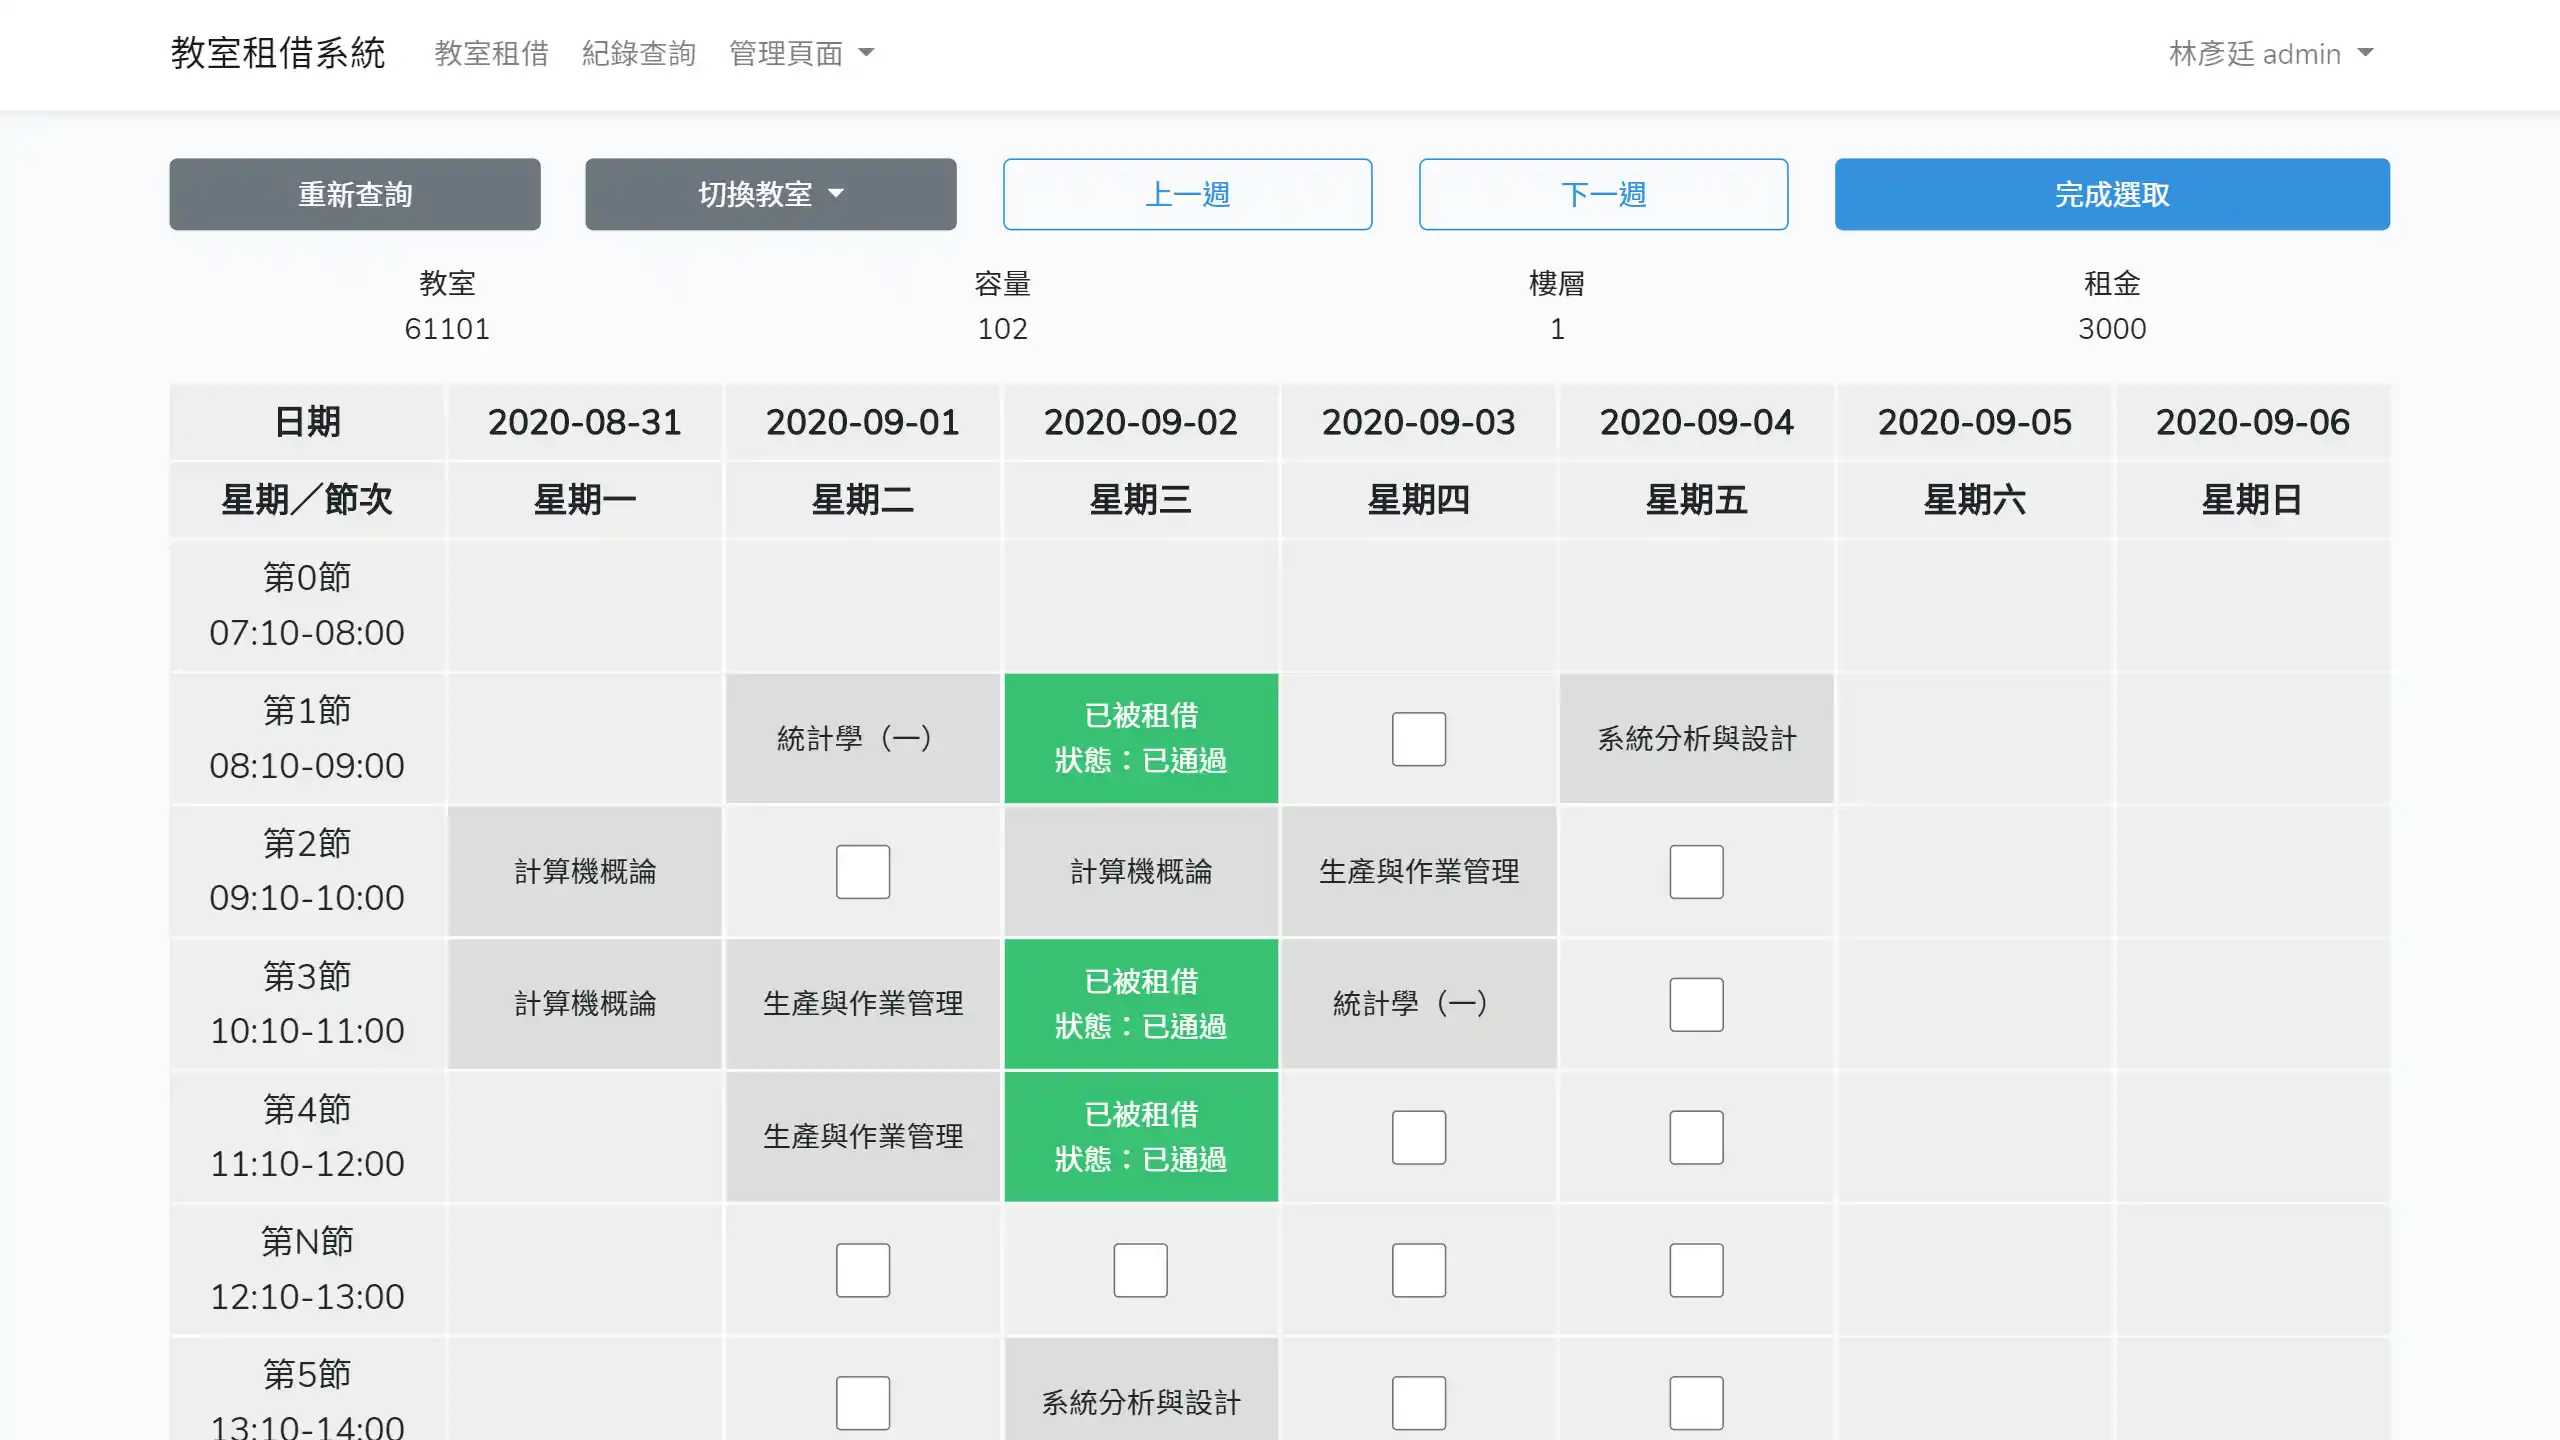 教室租借系統 教室租借 紀錄查詢 管理頁面 林彥廷 admin
重新查詢 切換教室 上一週 下一週 完成選取
教室 容量 樓層 租金
61101 102 1 3000
日期 2020-08-31 2020-09-01 2020-09-02 2020-09-03 2020-09-04 2020-09-05 2020-09-06
星期／節次 星期一 星期二 星期三 星期四 星期五 星期六 星期日
第0節
07:10-08:00
第1節
08:10-09:00
統計學（一）
已被租借
狀態：已通過
系統分析與設計
第2節
09:10-10:00
計算機概論 計算機概論 生產與作業管理
第3節
10:10-11:00
計算機概論 生產與作業管理
已被租借
狀態：已通過
統計學（一）
第4節
11:10-12:00
生產與作業管理
已被租借
狀態：已通過
第N節
12:10-13:00
第5節
13:10-14:00
系統分析與設計